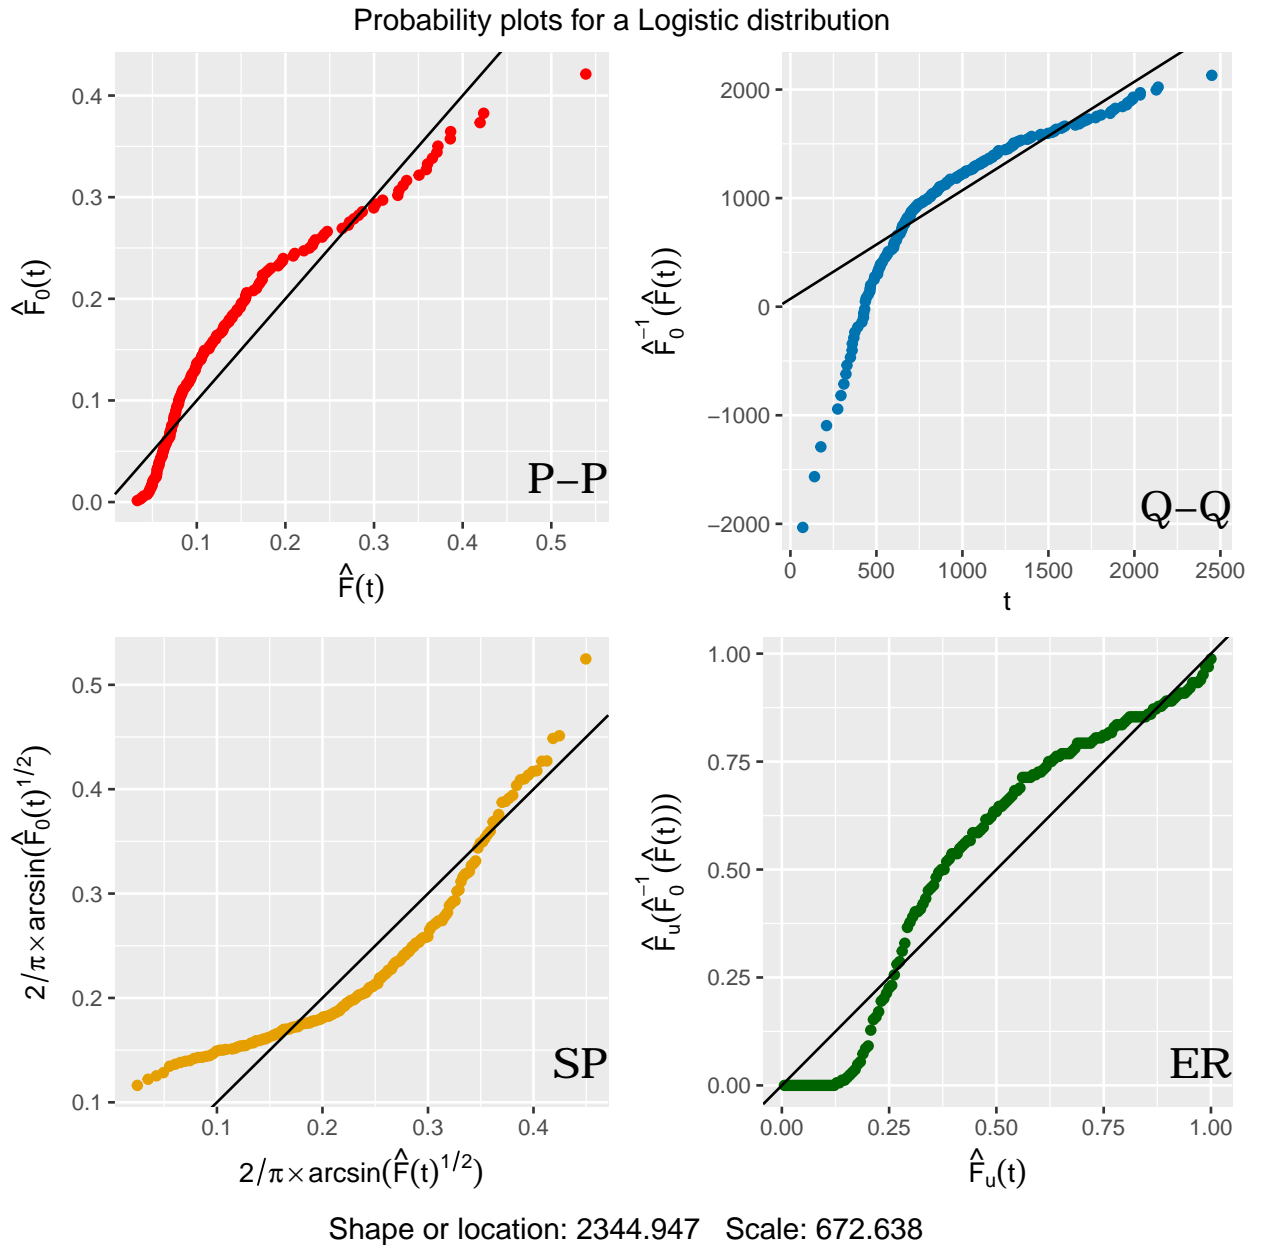 Probability plots for a Logistic distribution
0.4
0.3
0.2
0.1
0.0
F̂₀(t)
0.1 0.2 0.3 0.4 0.5
F̂(t)
P–P
2000
1000
0
−1000
−2000
F̂₀⁻¹(F̂(t))
0 500 1000 1500 2000 2500
t
Q–Q
0.5
0.4
0.3
0.2
0.1
2/π×arcsin(F̂₀(t)^1/2)
0.1 0.2 0.3 0.4
2/π×arcsin(F̂(t)^1/2)
SP
1.00
0.75
0.50
0.25
0.00
F̂ᵤ(F̂₀⁻¹(F̂(t)))
0.00 0.25 0.50 0.75 1.00
F̂ᵤ(t)
ER
Shape or location: 2344.947 Scale: 672.638